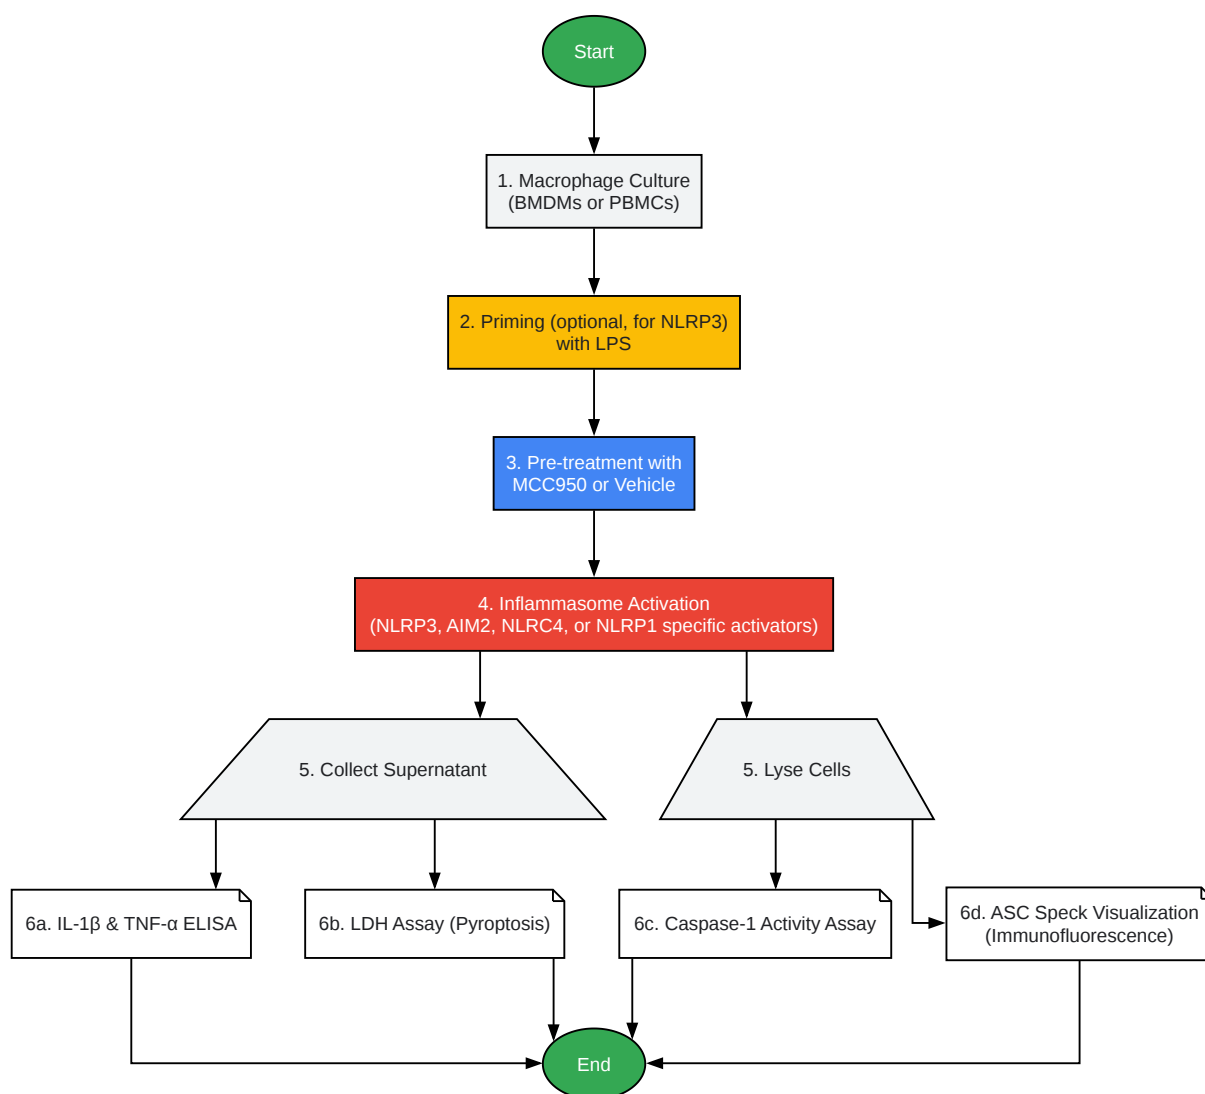 Start
1. Macrophage Culture
(BMDMs or PBMCs)
2. Priming (optional, for NLRP3)
with LPS
3. Pre-treatment with
MCC950 or Vehicle
4. Inflammasome Activation
(NLRP3, AIM2, NLRC4, or NLRP1 specific activators)
5. Collect Supernatant
5. Lyse Cells
6a. IL-1β & TNF-α ELISA
6b. LDH Assay (Pyroptosis)
6c. Caspase-1 Activity Assay
6d. ASC Speck Visualization
(Immunofluorescence)
End